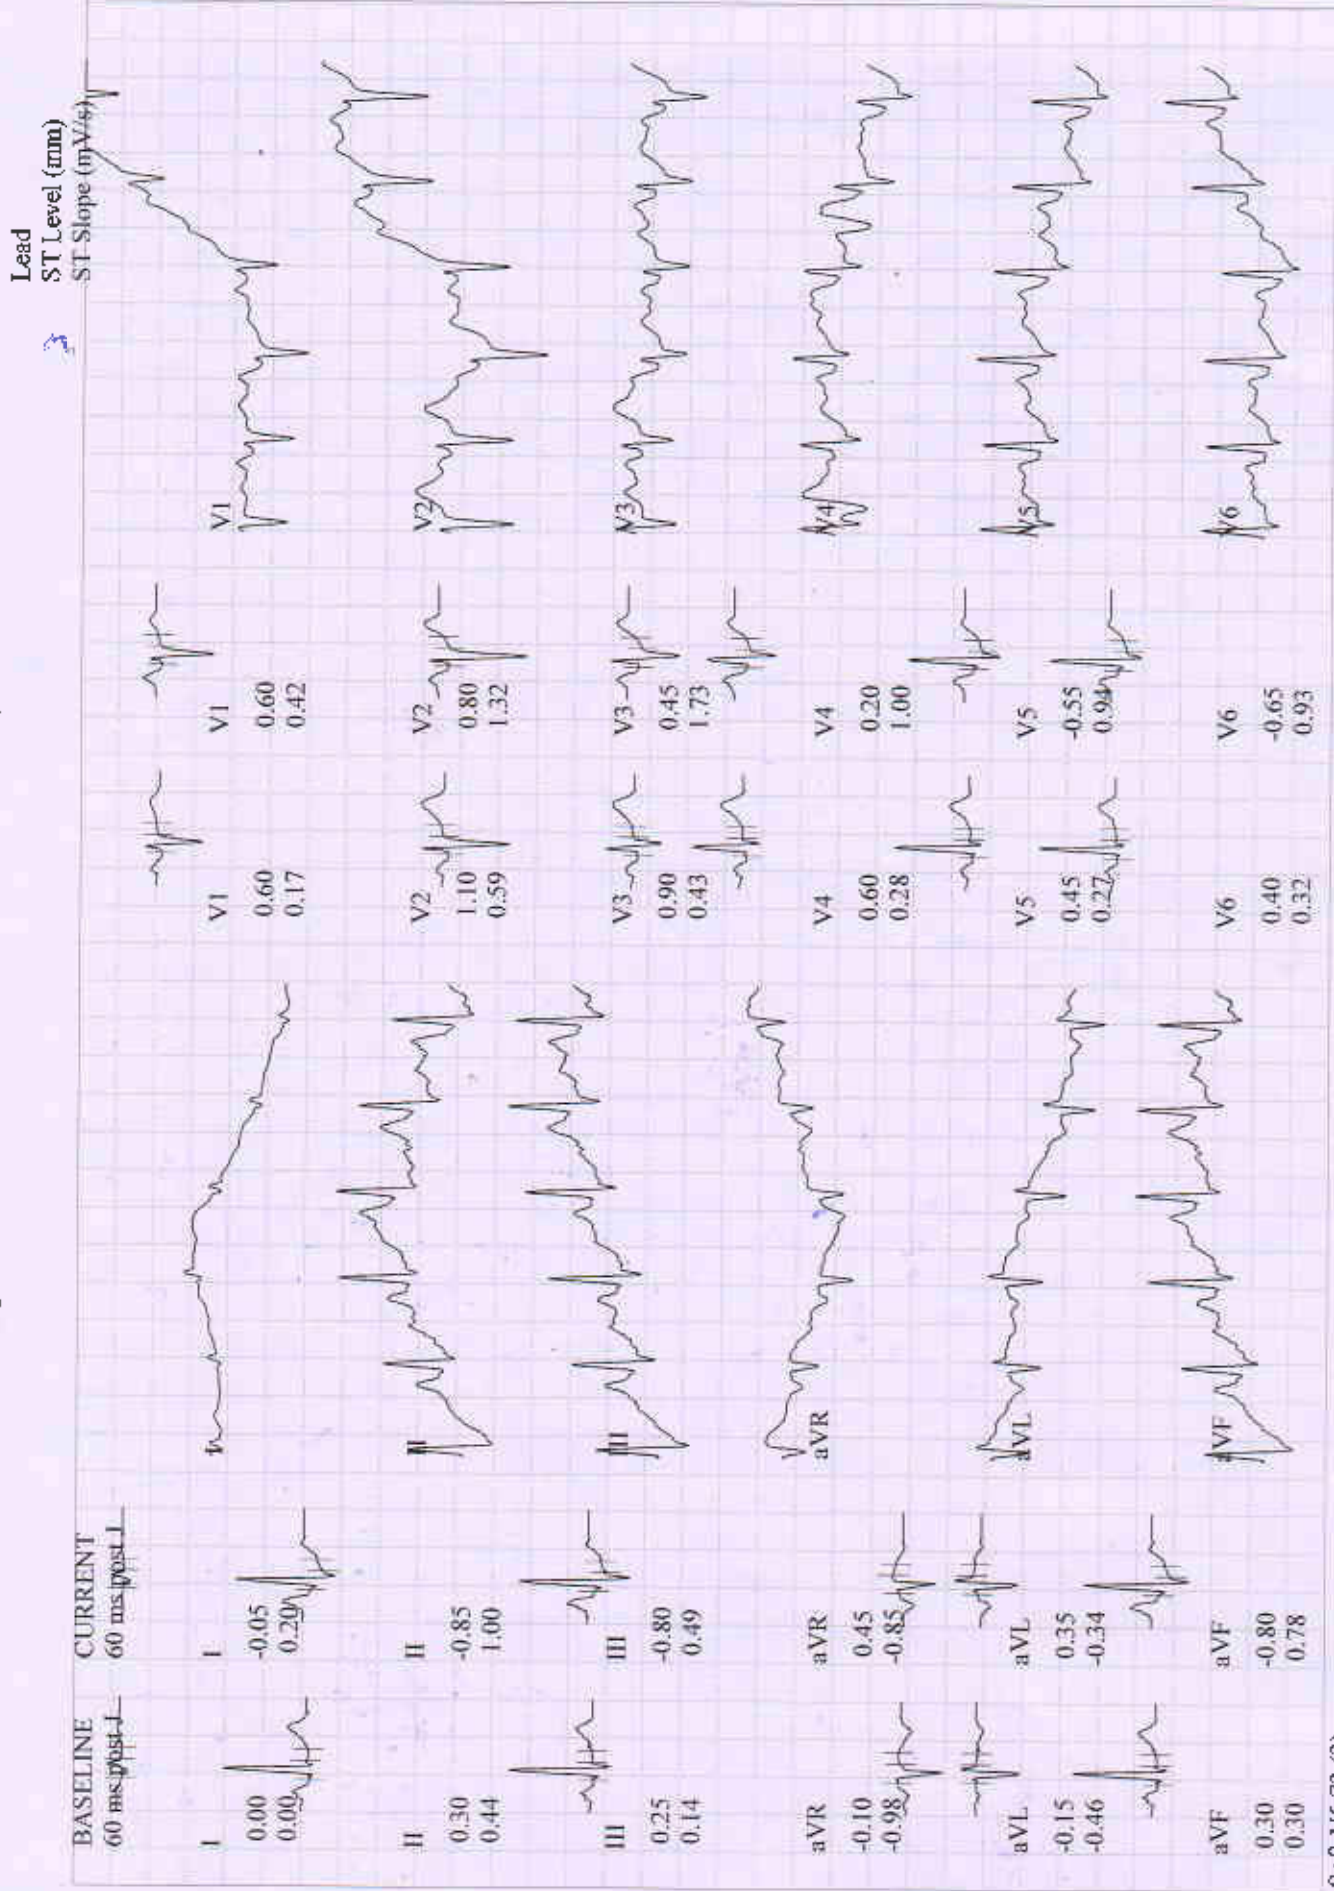 Lead
ST Level (mm)
ST Slope (mV/s)
BASELINE
60 ms post J
CURRENT
60 ms post J
I
0.00
0.00
I
-0.05
0.20
I
V1
0.60
0.17
V1
0.60
0.42
V1
II
0.30
0.44
II
-0.85
1.00
II
V2
1.10
0.59
V2
0.80
1.32
V2
III
0.25
0.14
III
-0.80
0.49
III
V3
0.90
0.43
V3
0.45
1.73
V3
aVR
-0.10
-0.98
aVR
0.45
-0.85
aVR
V4
0.60
0.28
V4
0.20
1.00
V4
aVL
-0.15
-0.46
aVL
0.35
-0.34
aVL
V5
0.45
0.27
V5
-0.55
0.94
V5
aVF
0.30
0.30
aVF
-0.80
0.78
aVF
V6
0.40
0.32
V6
-0.65
0.93
V6